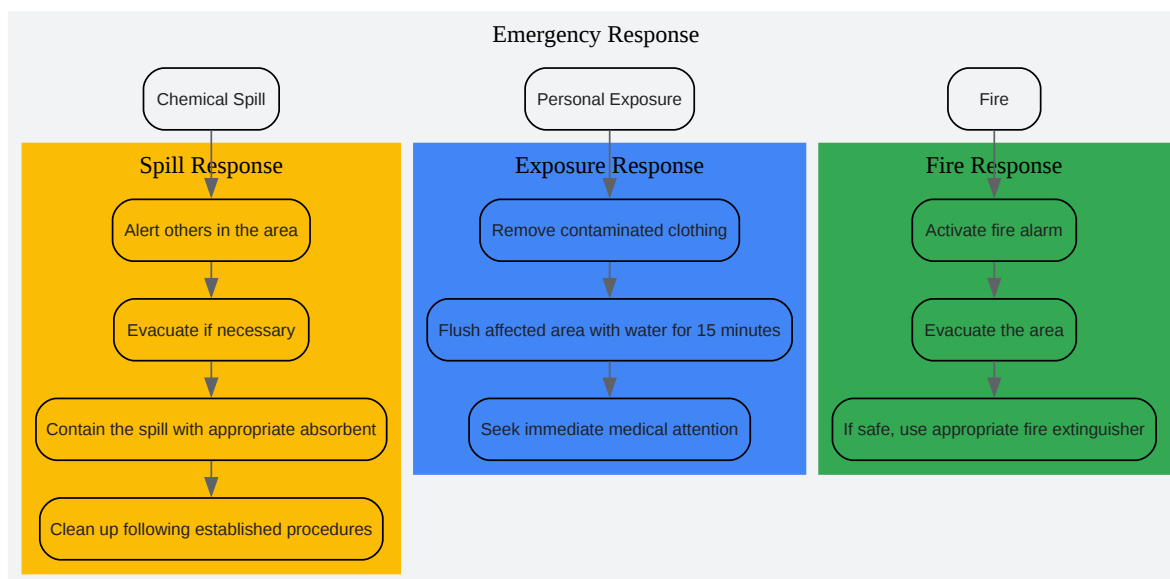 Emergency Response
Chemical Spill
Personal Exposure
Fire
Spill Response
Exposure Response
Fire Response
Alert others in the area
Remove contaminated clothing
Activate fire alarm
Evacuate if necessary
Flush affected area with water for 15 minutes
Evacuate the area
Contain the spill with appropriate absorbent
Seek immediate medical attention
If safe, use appropriate fire extinguisher
Clean up following established procedures